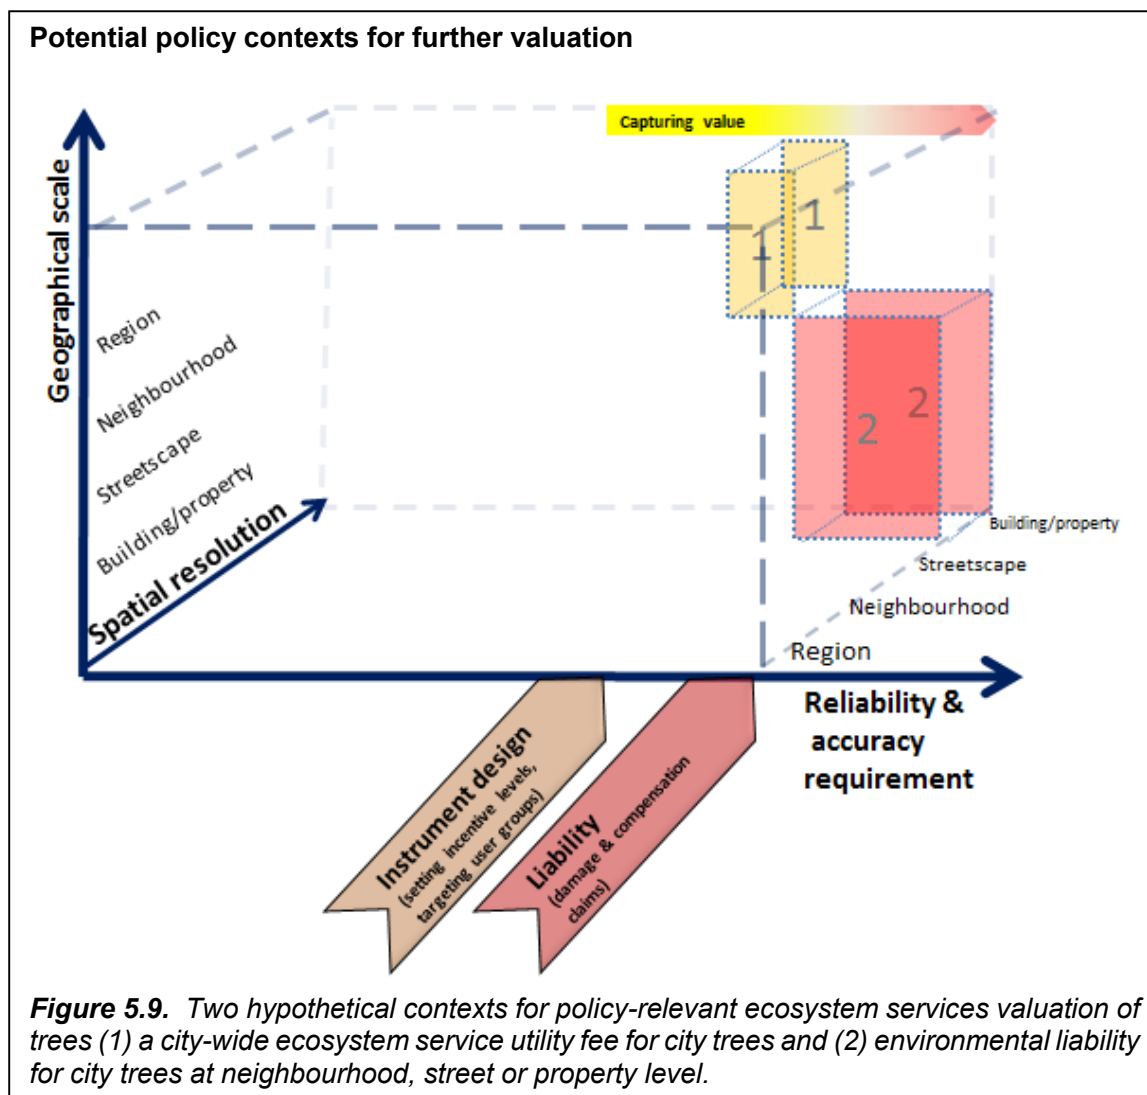 Potential policy contexts for further valuation
Capturing value
Geographical scale
Region
Neighbourhood
Streetscape
Building/property
Spatial resolution
1
1
2
2
Building/property
Streetscape
Neighbourhood
Region
Reliability &
accuracy
requirement
Instrument design
(setting incentive levels,
targeting user groups)
Liability
(damage & compensation
claims)
Figure 5.9. Two hypothetical contexts for policy-relevant ecosystem services valuation of
trees (1) a city-wide ecosystem service utility fee for city trees and (2) environmental liability
for city trees at neighbourhood, street or property level.